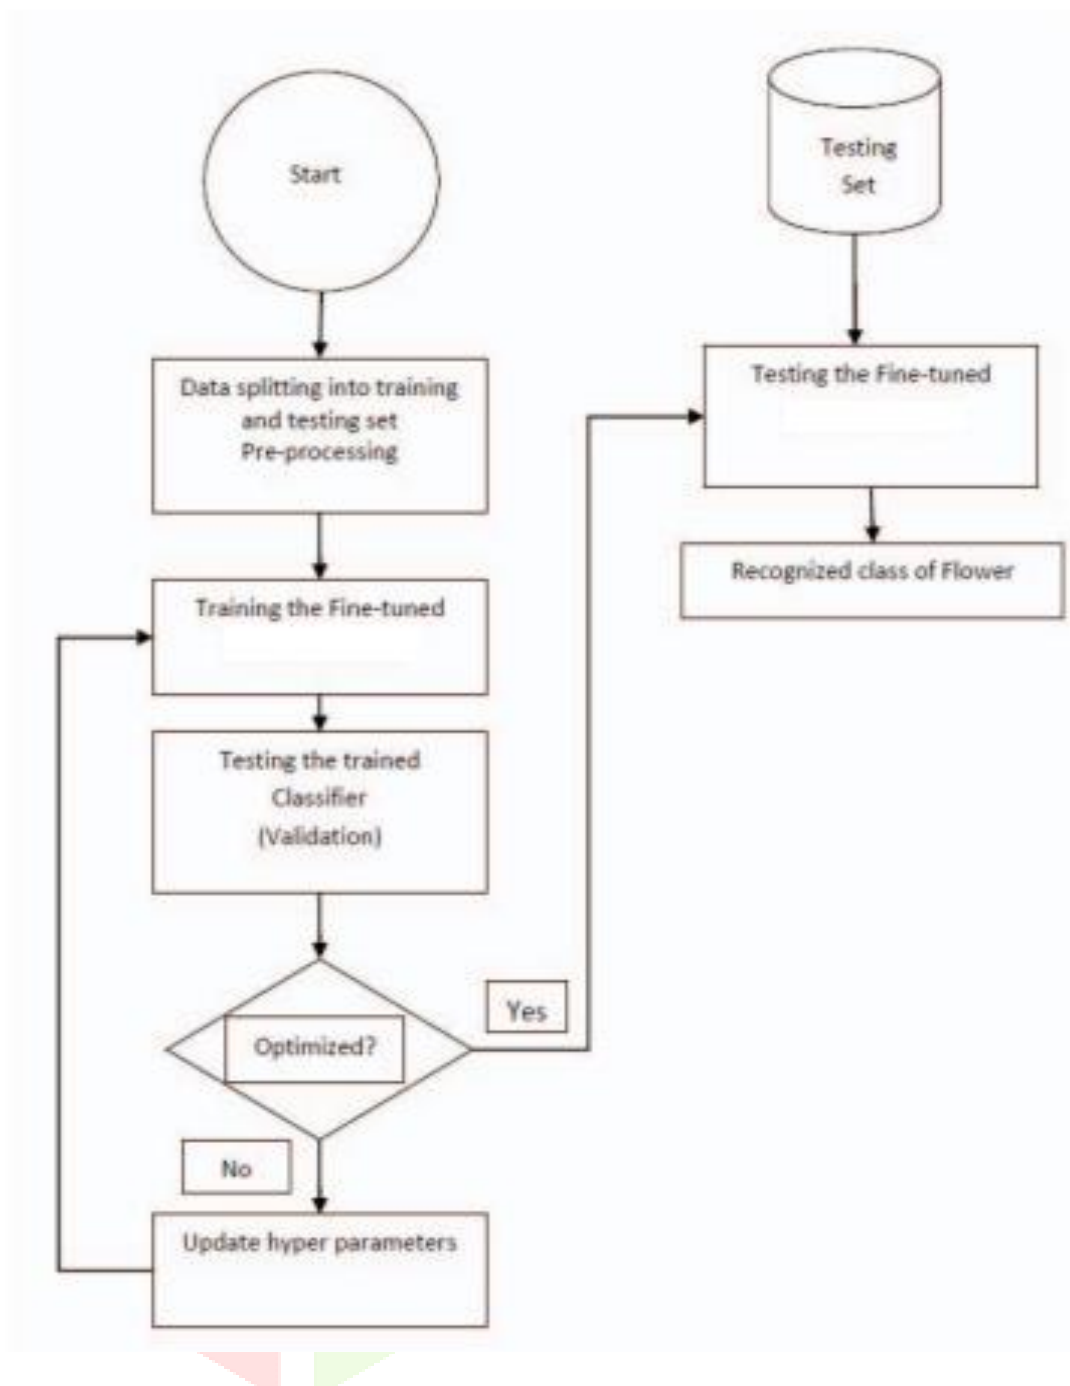 Start
Data splitting into training
and testing set
Pre-processing
Training the Fine-tuned
Testing the trained
Classifier
(Validation)
Optimized?
Yes
No
Update hyper parameters
Testing
Set
Testing the Fine-tuned
Recognized class of Flower